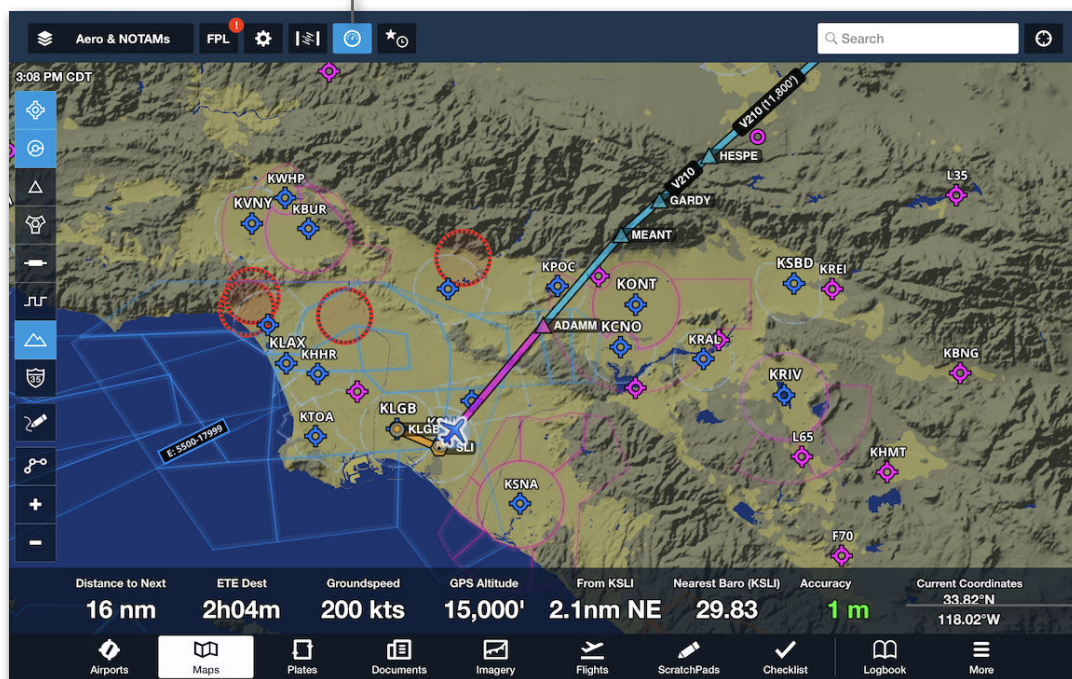 Aero & NOTAMs
FPL
!
Search
3:08 PM CDT
V210 (11,800')
HESPE
V210
L35
KWHP
GARDY
KVNY
KBUR
MEANT
35
KPOC
KONT
KSBD
KREI
ADAMM
KCNO
KLAX
KHHR
KRAL
KBNG
KRIV
KLGB
KTOA
KLGB
SLI
L65
E: 5500-17999
KHMT
KSNA
F70
Distance to Next
ETE Dest
Groundspeed
GPS Altitude
From KSLI
Nearest Baro (KSLI)
Accuracy
Current Coordinates
16 nm
2h04m
200 kts
15,000'
2.1nm NE
29.83
1 m
33.82°N
118.02°W
Airports
Maps
Plates
Documents
Imagery
Flights
ScratchPads
Checklist
Logbook
More